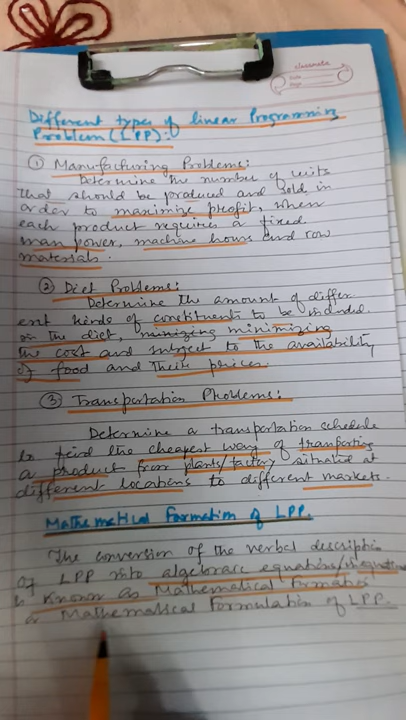 classmate
Date
Page
Different types of linear Programming
Problem (LPP):
① Manufacturing Problems:
Determine the number of units
that should be produced and sold in
order to maximize profit, when
each product requires a fixed
man power, machine hours and raw
materials.
② Diet Problems:
Determine the amount of differ-
ent kinds of constituents to be included
in the diet, minimizing
the cost and subject to the availability
of food and their prices.
③ Transportation Problems:
Determine a transportation schedule
to find the cheapest way of transporting
a product from plants/factory situated at
different locations to different markets.
Mathematical Formation of LPP.
The conversion of the verbal description
of LPP into algebraic equations/inequations
is known as Mathematical formation
or Mathematical Formulation of LPP.